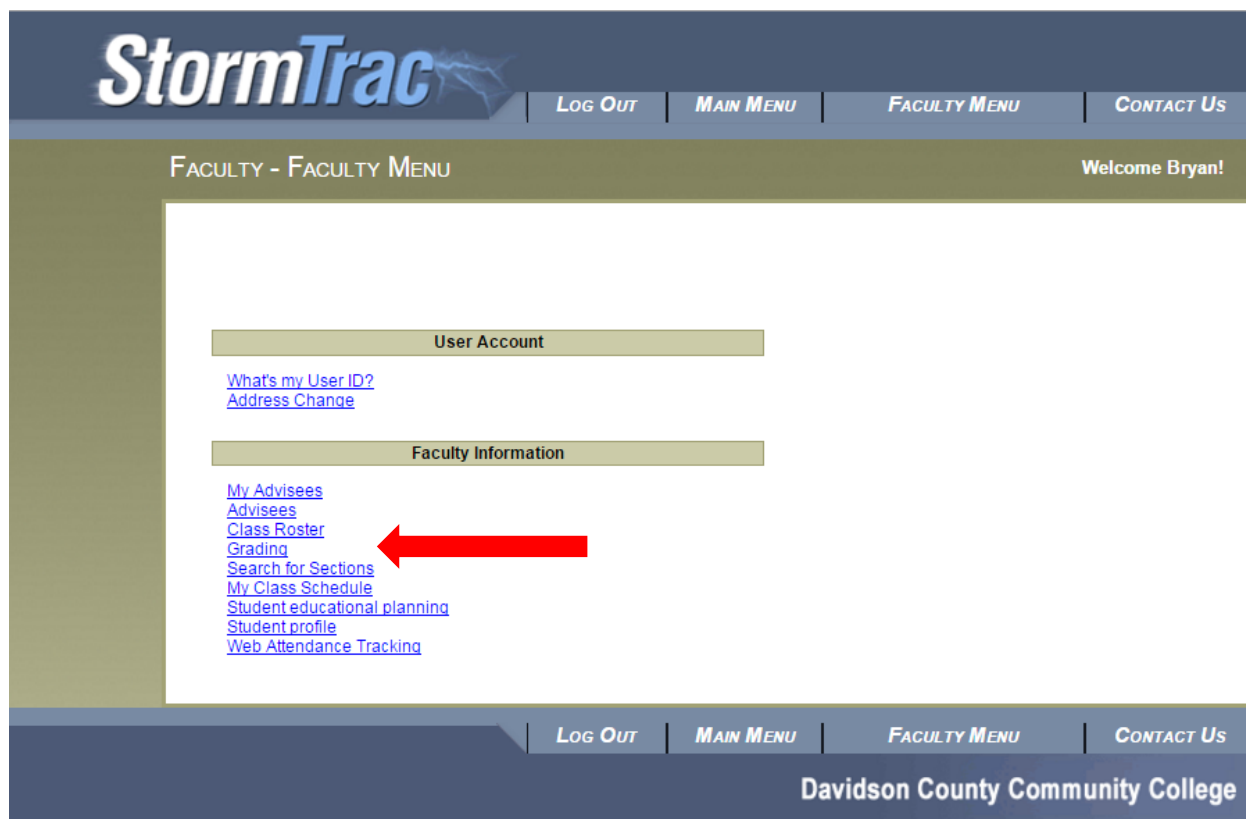 StormTrac
Log Out Main Menu Faculty Menu Contact Us
Faculty - Faculty Menu Welcome Bryan!
User Account
What's my User ID?
Address Change
Faculty Information
My Advisees
Advisees
Class Roster
Grading
Search for Sections
My Class Schedule
Student educational planning
Student profile
Web Attendance Tracking
Log Out Main Menu Faculty Menu Contact Us
Davidson County Community College